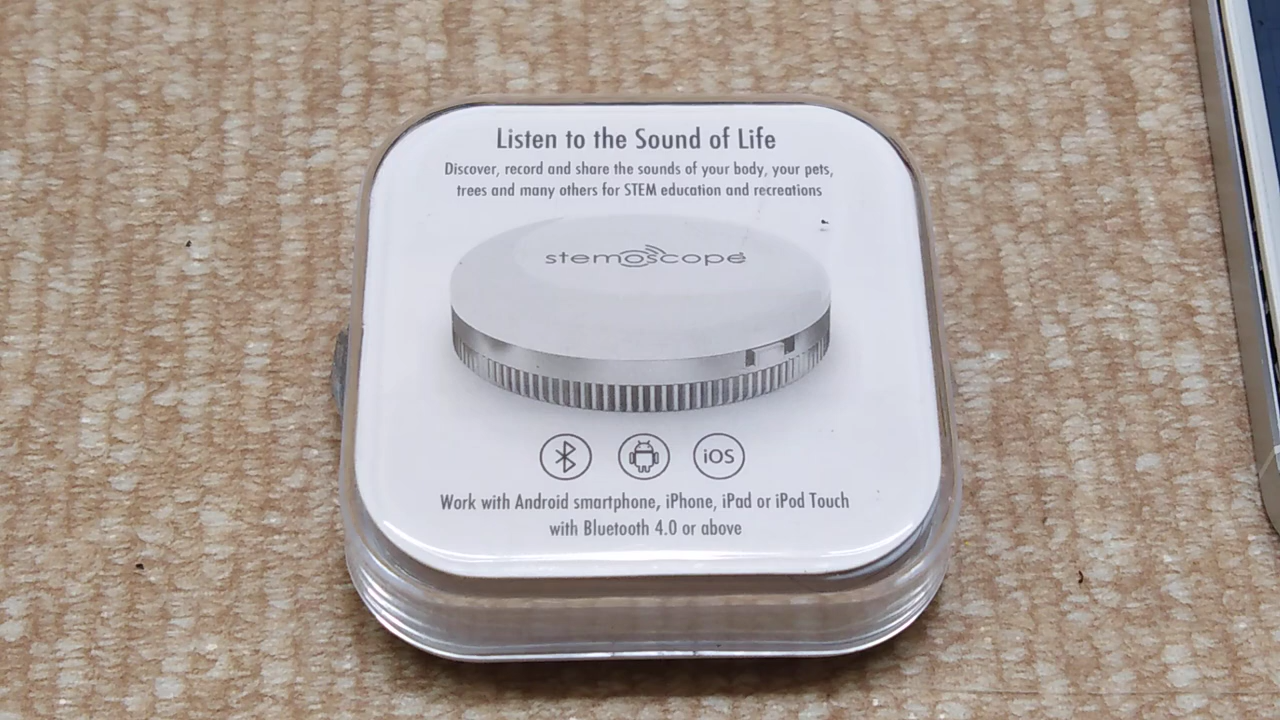 Listen to the Sound of Life
Discover, record and share the sounds of your body, your pets,
trees and many others for STEM education and recreations
stemoscope
iOS
Work with Android smartphone, iPhone, iPad or iPod Touch
with Bluetooth 4.0 or above